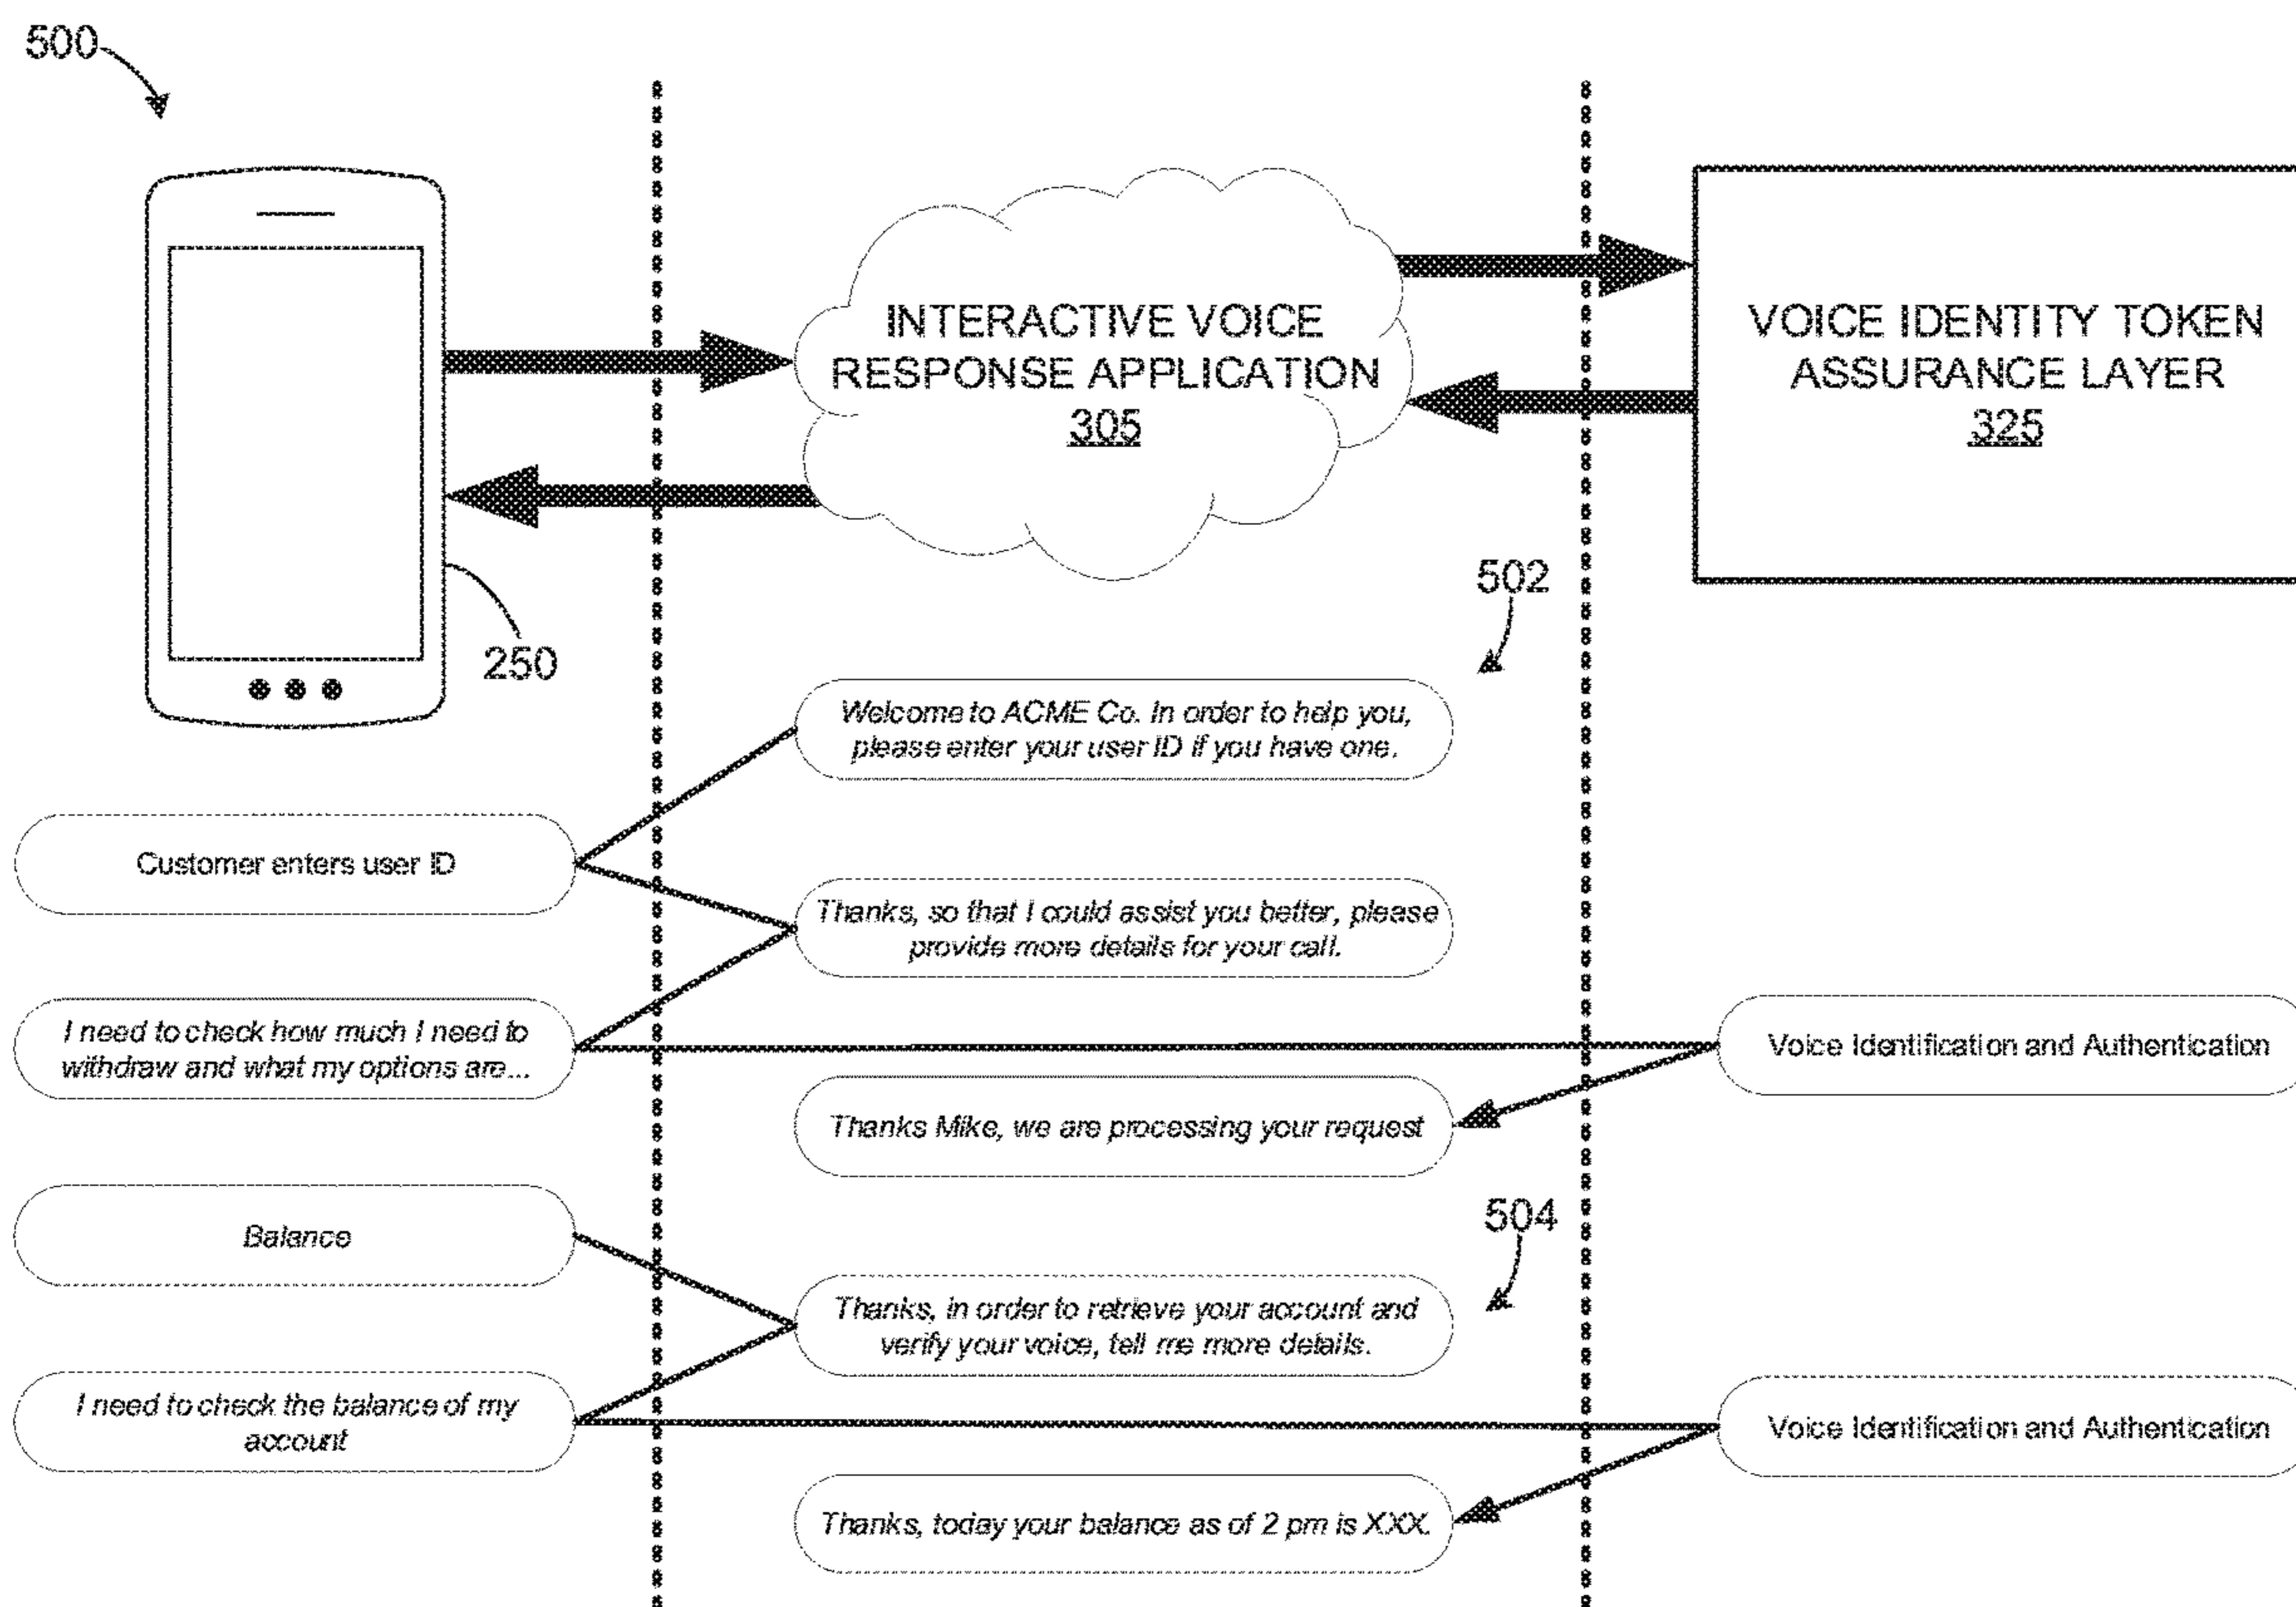 500
INTERACTIVE VOICE
RESPONSE APPLICATION
305
VOICE IDENTITY TOKEN
ASSURANCE LAYER
325
250
502
Welcome to ACME Co. In order to help you,
please enter your user ID if you have one.
Customer enters user ID
Thanks, so that I could assist you better, please
provide more details for your call.
I need to check how much I need to
withdraw and what my options are...
Voice Identification and Authentication
Thanks Mike, we are processing your request
504
Balance
Thanks, in order to retrieve your account and
verify your voice, tell me more details.
I need to check the balance of my
account
Voice Identification and Authentication
Thanks, today your balance as of 2 pm is XXX.